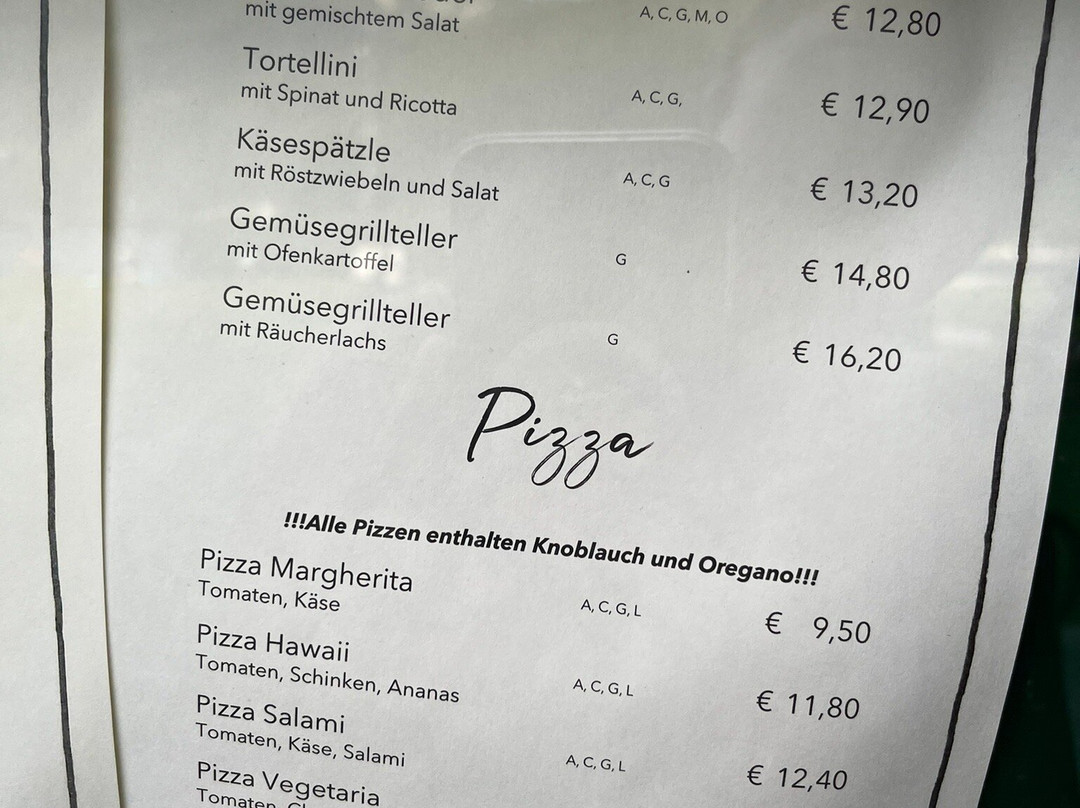 mit gemischtem Salat A, C, G, M, O € 12,80
Tortellini
mit Spinat und Ricotta A, C, G, € 12,90
Käsespätzle
mit Röstzwiebeln und Salat A, C, G € 13,20
Gemüsegrillteller
mit Ofenkartoffel G € 14,80
Gemüsegrillteller
mit Räucherlachs G € 16,20
Pizza
!!!Alle Pizzen enthalten Knoblauch und Oregano!!!
Pizza Margherita
Tomaten, Käse A, C, G, L € 9,50
Pizza Hawaii
Tomaten, Schinken, Ananas A, C, G, L € 11,80
Pizza Salami
Tomaten, Käse, Salami A, C, G, L € 12,40
Pizza Vegetaria
Tomaten,